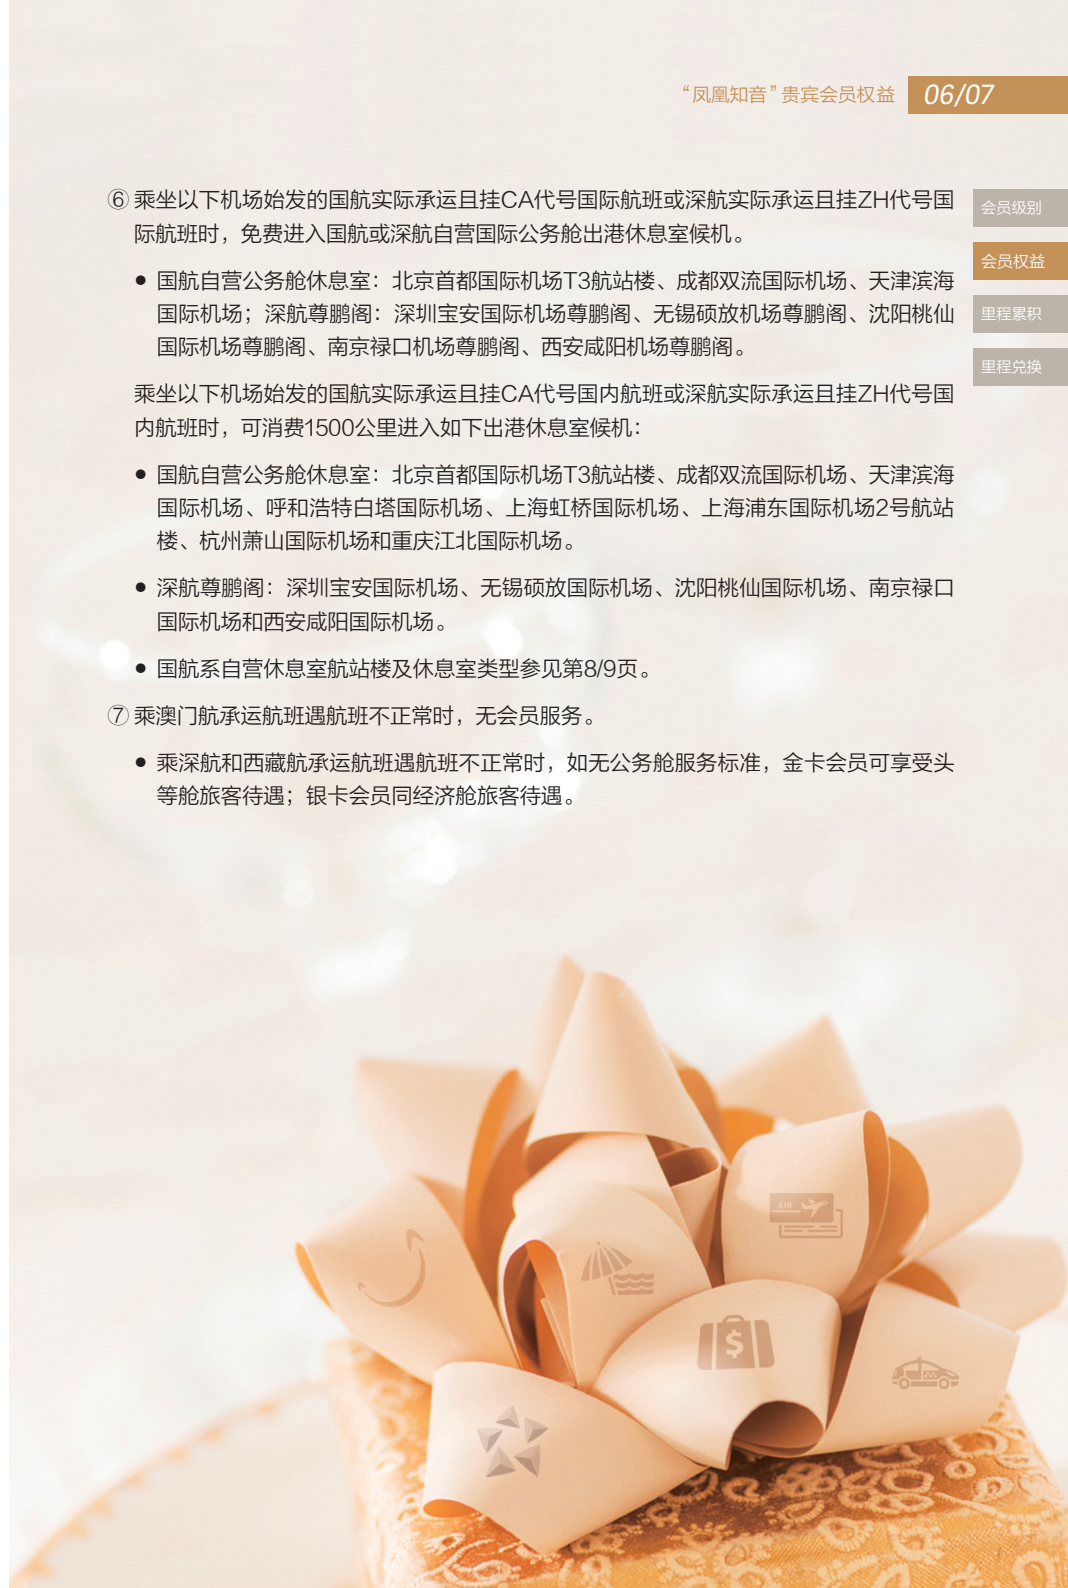 “凤凰知音”贵宾会员权益 06/07
⑥ 乘坐以下机场始发的国航实际承运且挂CA代号国际航班或深航实际承运且挂ZH代号国
际航班时，免费进入国航或深航自营国际公务舱出港休息室候机。
● 国航自营公务舱休息室：北京首都国际机场T3航站楼、成都双流国际机场、天津滨海
国际机场；深航尊鹏阁：深圳宝安国际机场尊鹏阁、无锡硕放机场尊鹏阁、沈阳桃仙
国际机场尊鹏阁、南京禄口机场尊鹏阁、西安咸阳机场尊鹏阁。
乘坐以下机场始发的国航实际承运且挂CA代号国内航班或深航实际承运且挂ZH代号国
内航班时，可消费1500公里进入如下出港休息室候机：
● 国航自营公务舱休息室：北京首都国际机场T3航站楼、成都双流国际机场、天津滨海
国际机场、呼和浩特白塔国际机场、上海虹桥国际机场、上海浦东国际机场2号航站
楼、杭州萧山国际机场和重庆江北国际机场。
● 深航尊鹏阁：深圳宝安国际机场、无锡硕放国际机场、沈阳桃仙国际机场、南京禄口
国际机场和西安咸阳国际机场。
● 国航系自营休息室航站楼及休息室类型参见第8/9页。
⑦ 乘澳门航承运航班遇航班不正常时，无会员服务。
● 乘深航和西藏航承运航班遇航班不正常时，如无公务舱服务标准，金卡会员可享受头
等舱旅客待遇；银卡会员同经济舱旅客待遇。
会员级别
会员权益
里程累积
里程兑换
AIR
$